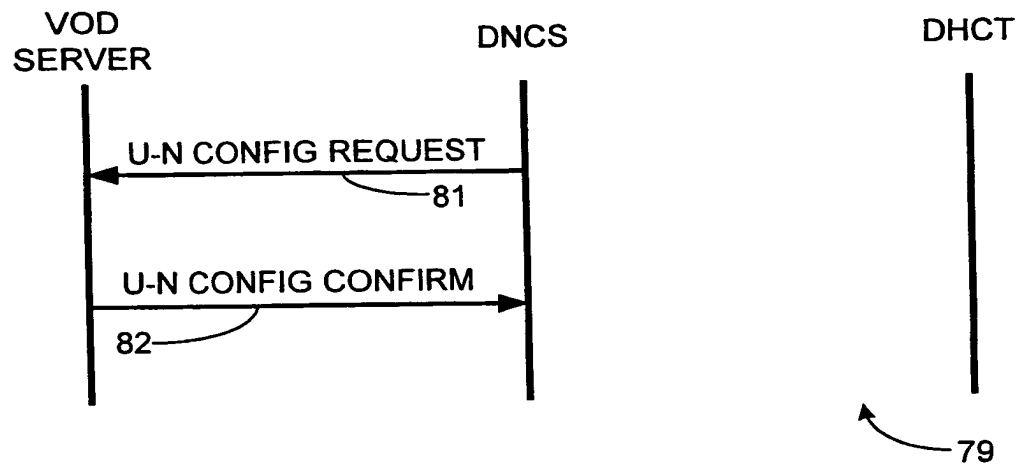 VOD
SERVER
DNCS
DHCT
U-N CONFIG REQUEST
81
U-N CONFIG CONFIRM
82
79